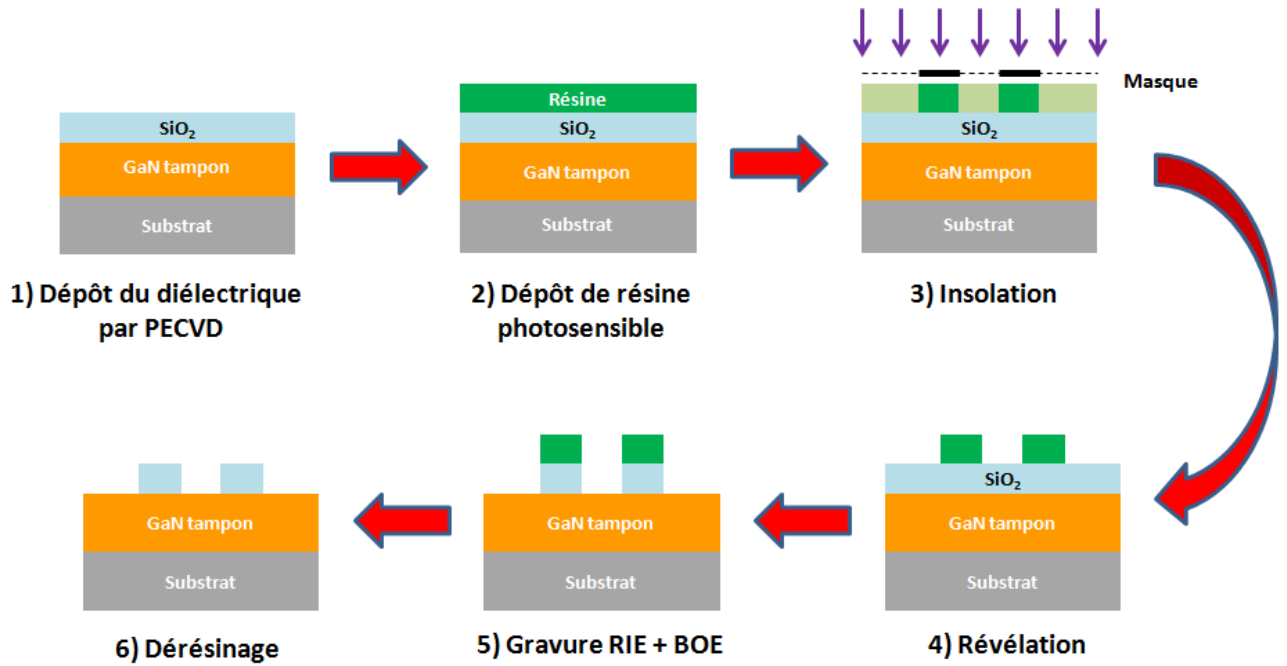 SiO₂
GaN tampon
Substrat
1) Dépôt du diélectrique
par PECVD
Résine
SiO₂
GaN tampon
Substrat
2) Dépôt de résine
photosensible
Masque
SiO₂
GaN tampon
Substrat
3) Insolation
SiO₂
GaN tampon
Substrat
4) Révélation
GaN tampon
Substrat
5) Gravure RIE + BOE
GaN tampon
Substrat
6) Dérésinage